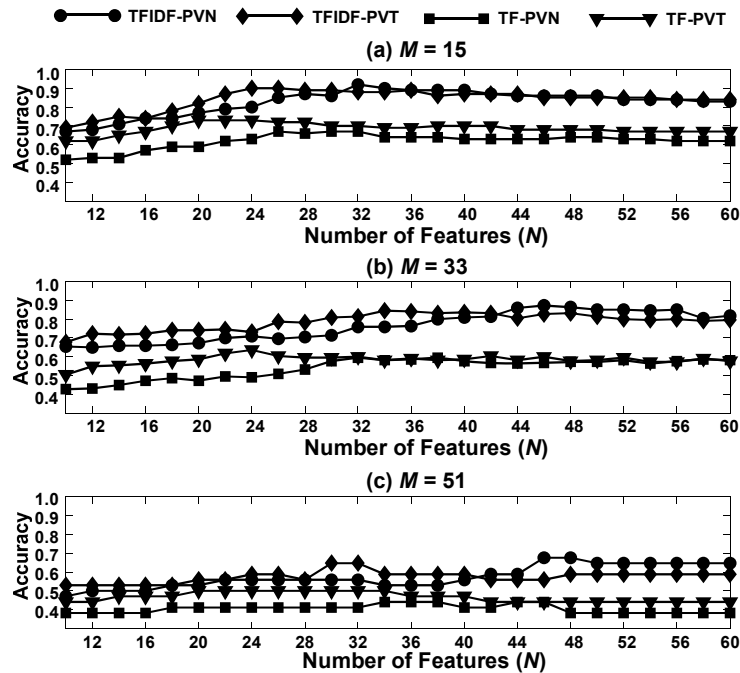 TFIDF-PVN TFIDF-PVT TF-PVN TF-PVT
(a) M = 15
1.0
0.9
0.8
0.7
0.6
0.5
0.4
Accuracy
12 16 20 24 28 32 36 40 44 48 52 56 60
Number of Features (N)
(b) M = 33
1.0
0.9
0.8
0.7
0.6
0.5
0.4
Accuracy
12 16 20 24 28 32 36 40 44 48 52 56 60
Number of Features (N)
(c) M = 51
1.0
0.9
0.8
0.7
0.6
0.5
0.4
Accuracy
12 16 20 24 28 32 36 40 44 48 52 56 60
Number of Features (N)